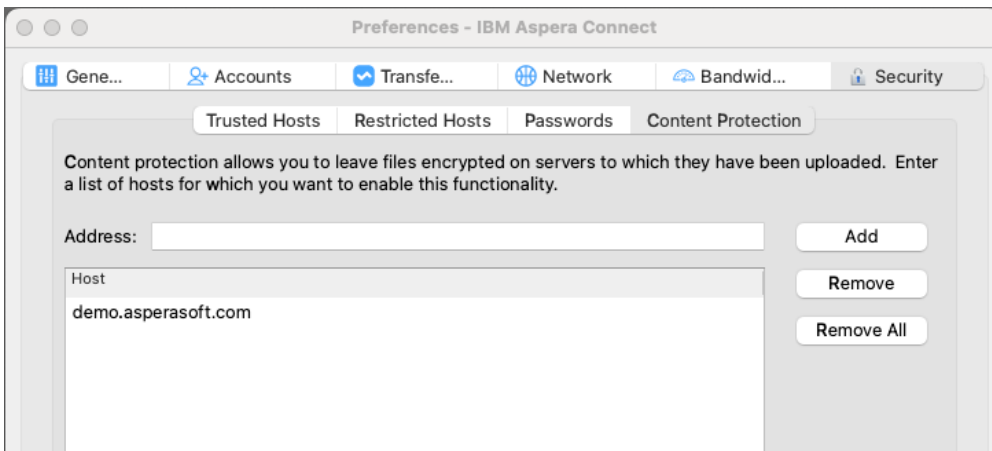 Preferences - IBM Aspera Connect
Gene... Accounts Transfe... Network Bandwid... Security
Trusted Hosts Restricted Hosts Passwords Content Protection
Content protection allows you to leave files encrypted on servers to which they have been uploaded. Enter
a list of hosts for which you want to enable this functionality.
Address: Add
Host Remove
demo.asperasoft.com
Remove All